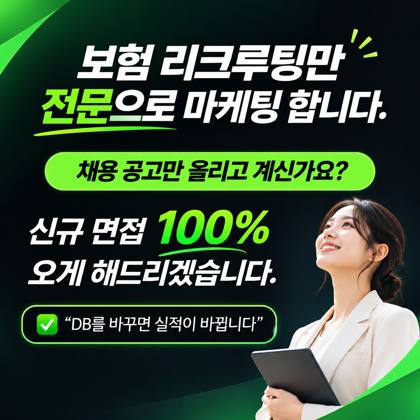 보험 리크루팅만
전문으로 마케팅 합니다.
채용 공고만 올리고 계신가요?
신규 면접 100%
오게 해드리겠습니다.
“DB를 바꾸면 실적이 바뀝니다”